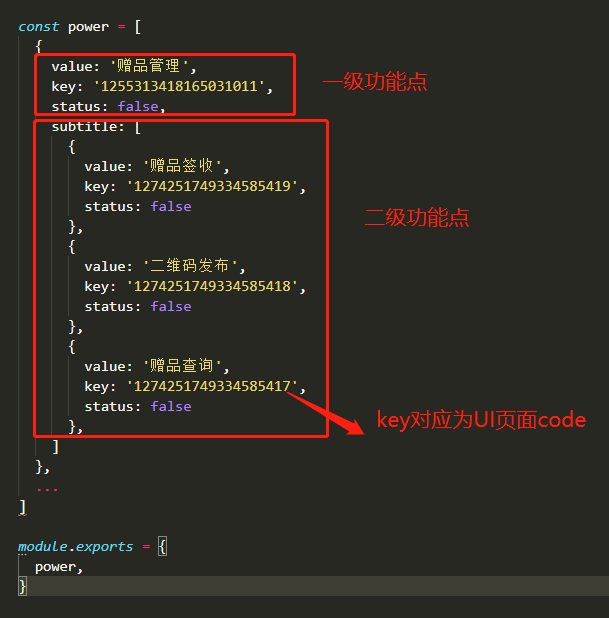 const power = [
{
value: '赠品管理',
key: '1255313418165031011',
status: false,
一级功能点
subtitle: [
{
value: '赠品签收',
key: '1274251749334585419',
status: false
二级功能点
},
{
value: '二维码发布',
key: '1274251749334585418',
status: false
},
{
value: '赠品查询',
key: '1274251749334585417',
status: false
key对应为UI页面code
},
]
},
...
]
module.exports = {
power,
}